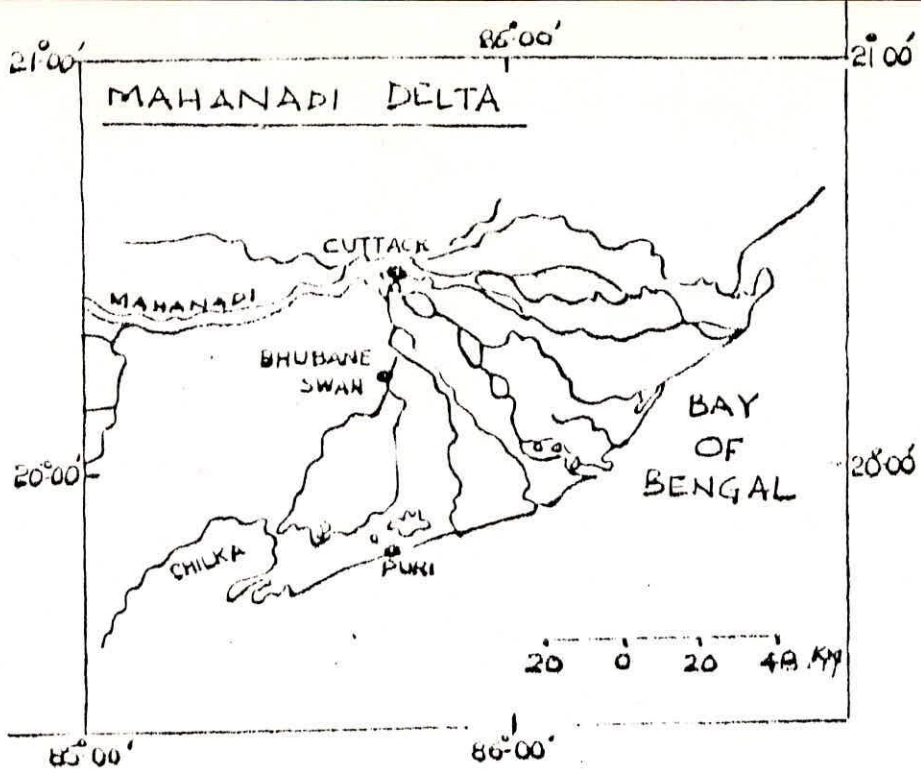 86°00'
21°00'
21°00'
MAHANADI DELTA
CUTTACK
MAHANADI
BHUBANE
SWAN
BAY
OF
BENGAL
20°00'
20°00'
CHILKA
PURI
20 0 20 40 KM
85°00'
86°00'